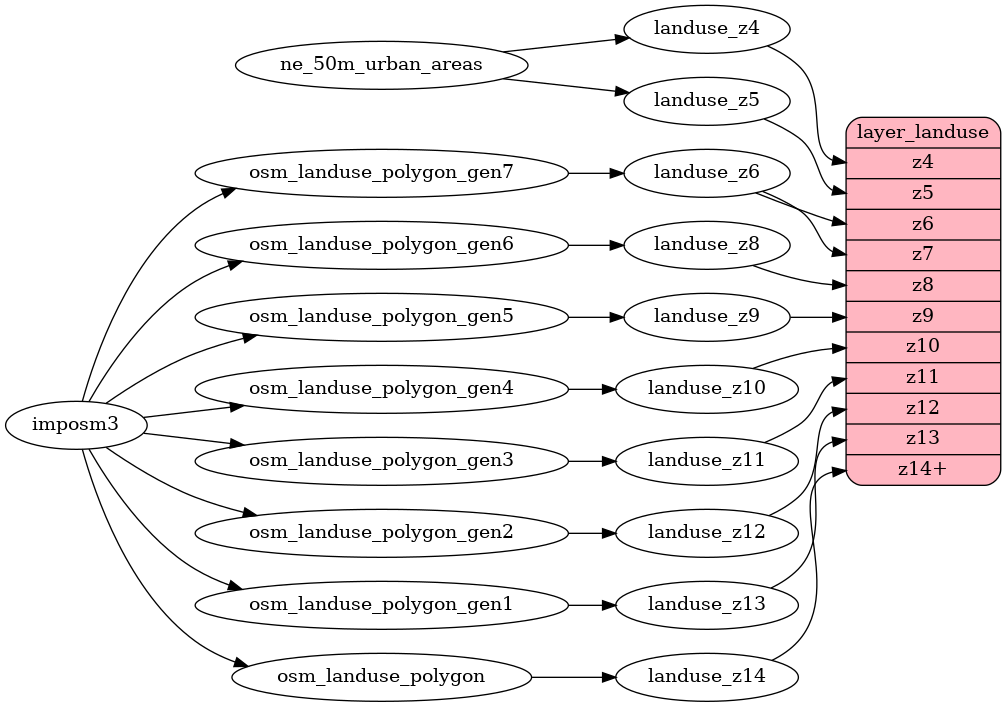 landuse_z4
ne_50m_urban_areas
landuse_z5
layer_landuse
z4
z5
z6
z7
z8
z9
z10
z11
z12
z13
z14+
osm_landuse_polygon_gen7
landuse_z6
osm_landuse_polygon_gen6
landuse_z8
osm_landuse_polygon_gen5
landuse_z9
osm_landuse_polygon_gen4
landuse_z10
imposm3
osm_landuse_polygon_gen3
landuse_z11
osm_landuse_polygon_gen2
landuse_z12
osm_landuse_polygon_gen1
landuse_z13
osm_landuse_polygon
landuse_z14